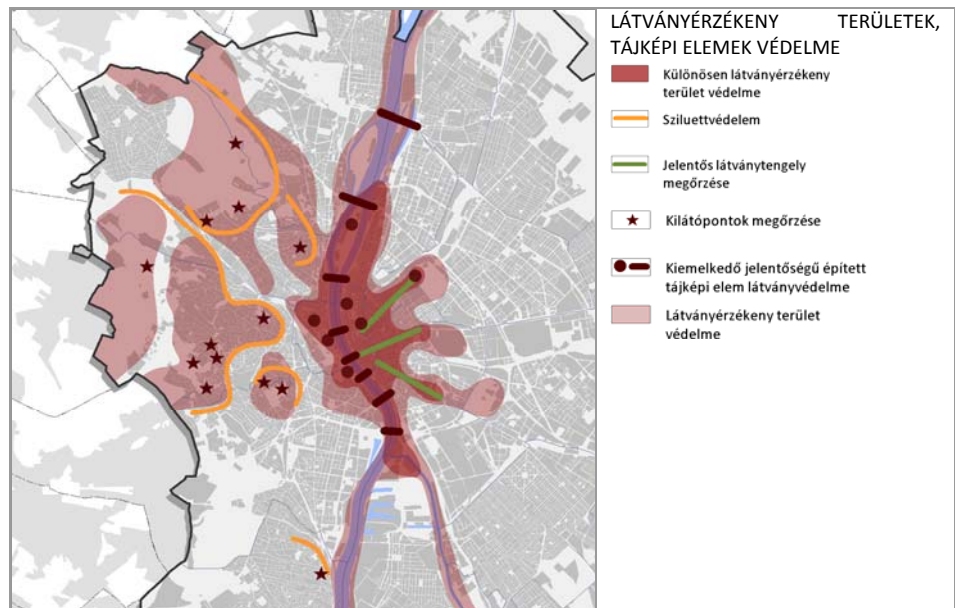 LÁTVÁNYÉRZÉKENY TERÜLETEK,
TÁJKÉPI ELEMEK VÉDELME
Különösen látványérzékeny
terület védelme
Sziluettvédelem
Jelentős látványtengely
megőrzése
Kilátópontok megőrzése
Kiemelkedő jelentőségű épített
tájképi elem látványvédelme
Látványérzékeny terület
védelme